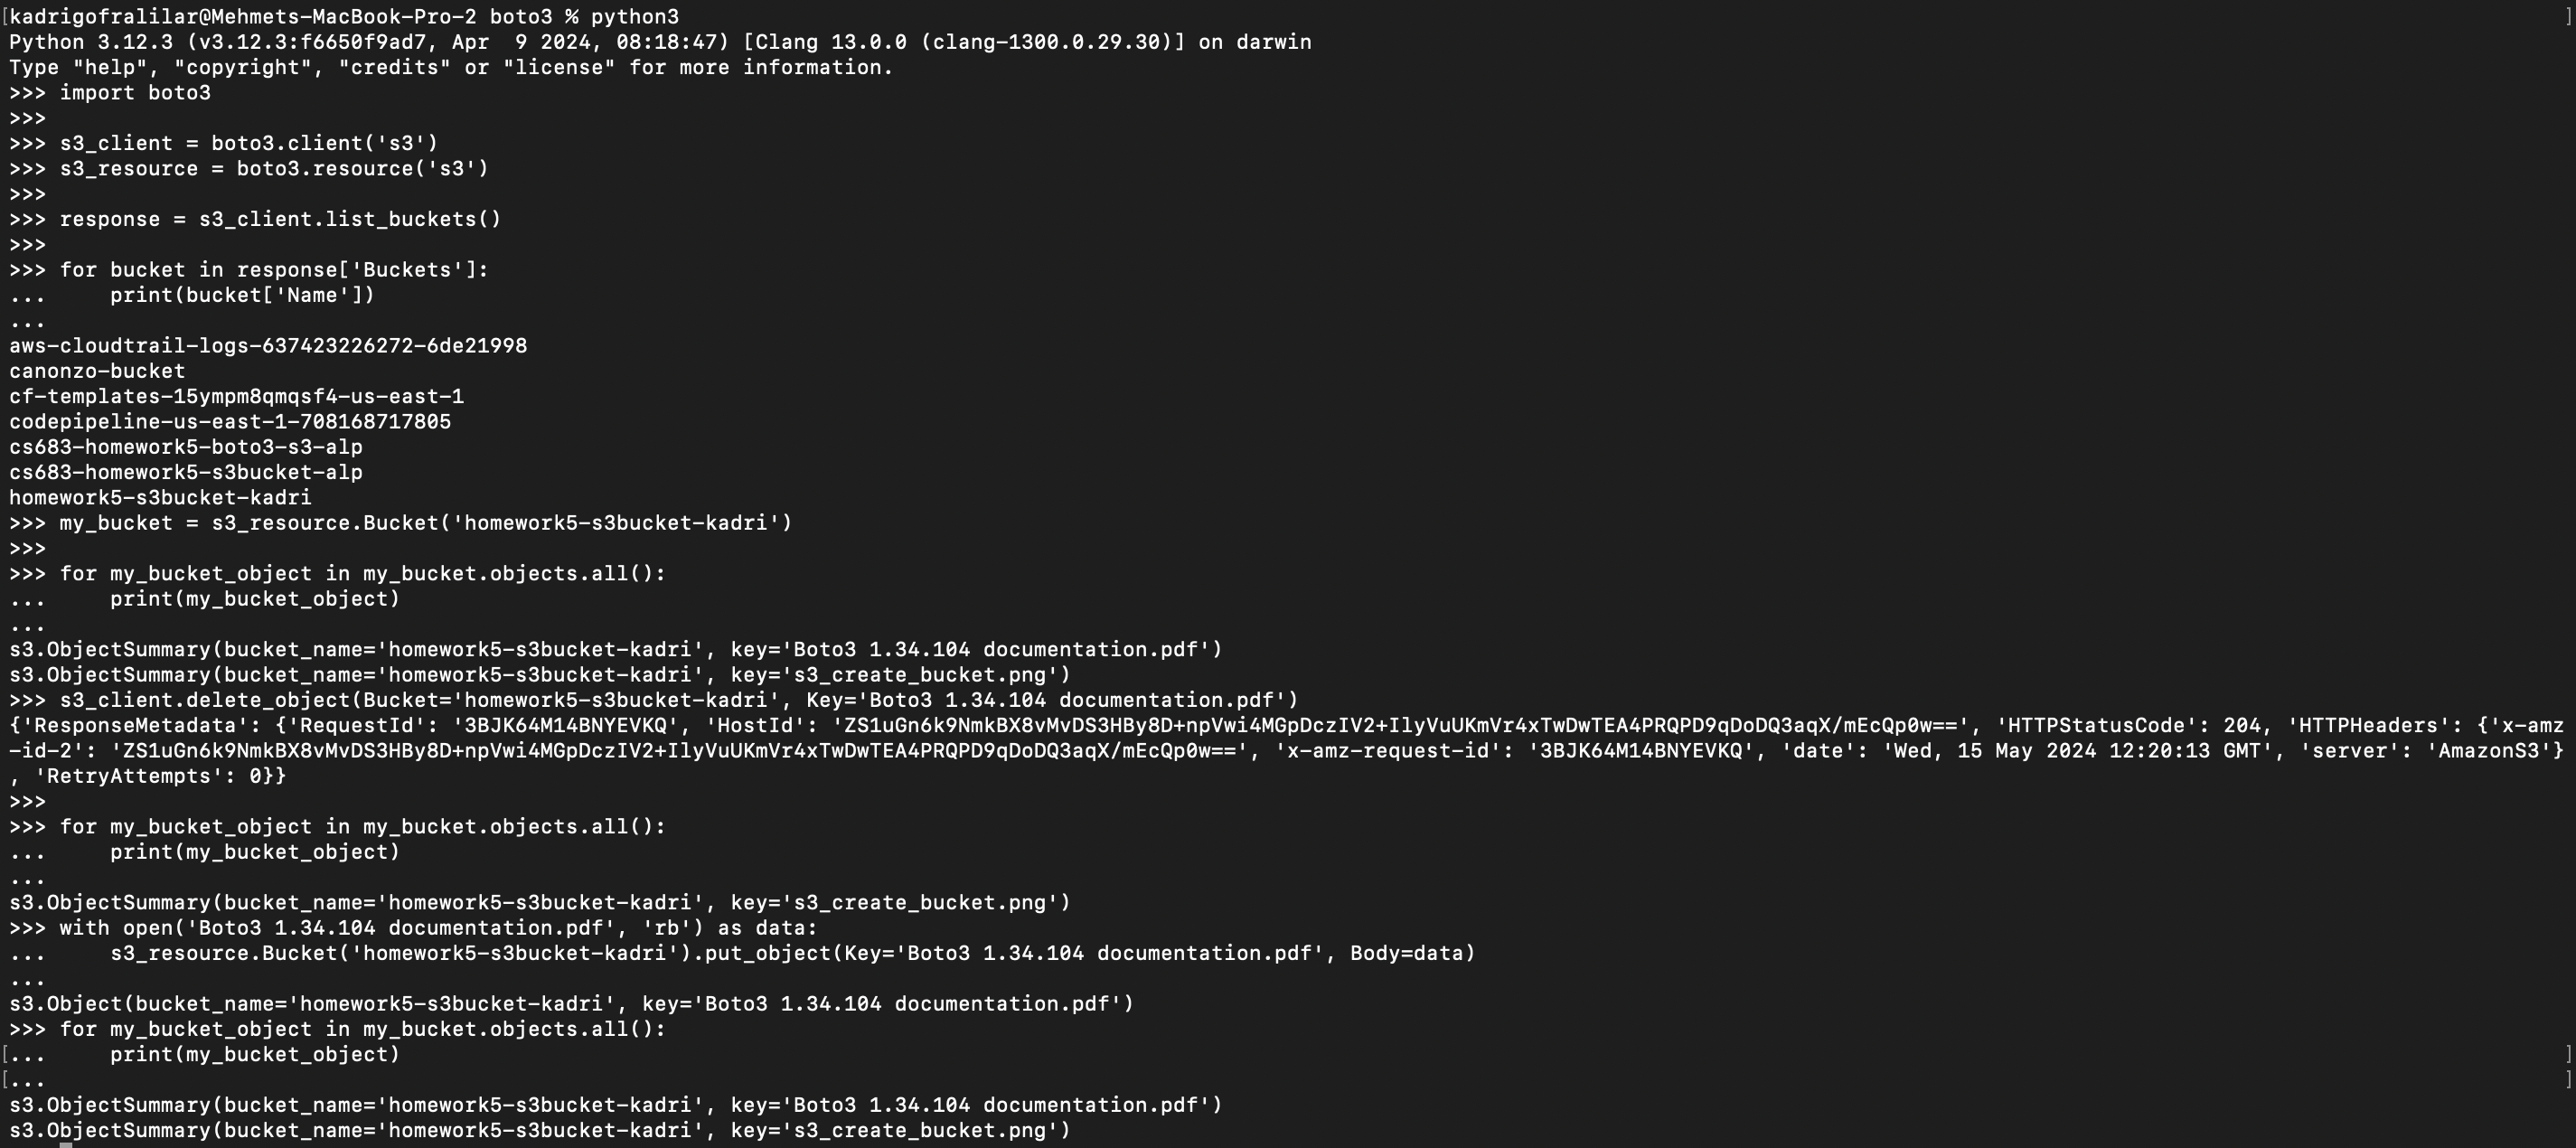 [kadrigofralilar@Mehmets-MacBook-Pro-2 boto3 % python3 ]
Python 3.12.3 (v3.12.3:f6650f9ad7, Apr  9 2024, 08:18:47) [Clang 13.0.0 (clang-1300.0.29.30)] on darwin
Type "help", "copyright", "credits" or "license" for more information.
>>> import boto3
>>>
>>> s3_client = boto3.client('s3')
>>> s3_resource = boto3.resource('s3')
>>>
>>> response = s3_client.list_buckets()
>>>
>>> for bucket in response['Buckets']:
...     print(bucket['Name'])
...
aws-cloudtrail-logs-637423226272-6de21998
canonzo-bucket
cf-templates-15ympm8qmqsf4-us-east-1
codepipeline-us-east-1-708168717805
cs683-homework5-boto3-s3-alp
cs683-homework5-s3bucket-alp
homework5-s3bucket-kadri
>>> my_bucket = s3_resource.Bucket('homework5-s3bucket-kadri')
>>>
>>> for my_bucket_object in my_bucket.objects.all():
...     print(my_bucket_object)
...
s3.ObjectSummary(bucket_name='homework5-s3bucket-kadri', key='Boto3 1.34.104 documentation.pdf')
s3.ObjectSummary(bucket_name='homework5-s3bucket-kadri', key='s3_create_bucket.png')
>>> s3_client.delete_object(Bucket='homework5-s3bucket-kadri', Key='Boto3 1.34.104 documentation.pdf')
{'ResponseMetadata': {'RequestId': '3BJK64M14BNYEVKQ', 'HostId': 'ZS1uGn6k9NmkBX8vMvDS3HBy8D+npVwi4MGpDczIV2+IlyVuUKmVr4xTwDwTEA4PRQPD9qDoDQ3aqX/mEcQp0w==', 'HTTPStatusCode': 204, 'HTTPHeaders': {'x-amz
-id-2': 'ZS1uGn6k9NmkBX8vMvDS3HBy8D+npVwi4MGpDczIV2+IlyVuUKmVr4xTwDwTEA4PRQPD9qDoDQ3aqX/mEcQp0w==', 'x-amz-request-id': '3BJK64M14BNYEVKQ', 'date': 'Wed, 15 May 2024 12:20:13 GMT', 'server': 'AmazonS3'}
, 'RetryAttempts': 0}}
>>>
>>> for my_bucket_object in my_bucket.objects.all():
...     print(my_bucket_object)
...
s3.ObjectSummary(bucket_name='homework5-s3bucket-kadri', key='s3_create_bucket.png')
>>> with open('Boto3 1.34.104 documentation.pdf', 'rb') as data:
...     s3_resource.Bucket('homework5-s3bucket-kadri').put_object(Key='Boto3 1.34.104 documentation.pdf', Body=data)
...
s3.Object(bucket_name='homework5-s3bucket-kadri', key='Boto3 1.34.104 documentation.pdf')
>>> for my_bucket_object in my_bucket.objects.all():
[...     print(my_bucket_object) ]
[... ]
s3.ObjectSummary(bucket_name='homework5-s3bucket-kadri', key='Boto3 1.34.104 documentation.pdf')
s3.ObjectSummary(bucket_name='homework5-s3bucket-kadri', key='s3_create_bucket.png')